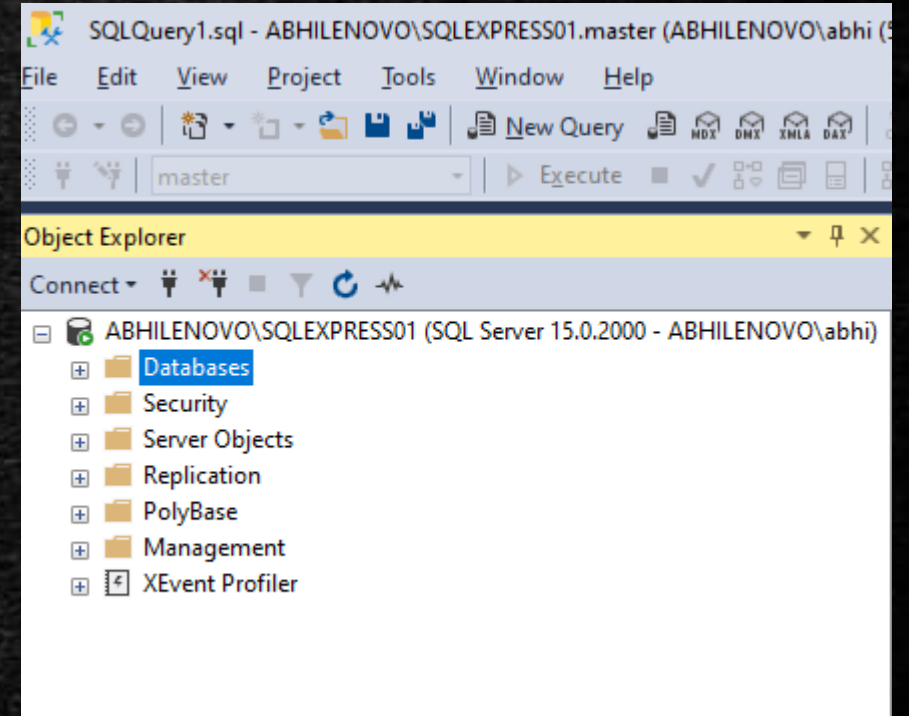 SQLQuery1.sql - ABHILENOVO\SQLEXPRESS01.master (ABHILENOVO\abhi (
File Edit View Project Tools Window Help
New Query MDX DMX XMLA DAX
master Execute
Object Explorer
Connect
ABHILENOVO\SQLEXPRESS01 (SQL Server 15.0.2000 - ABHILENOVO\abhi)
Databases
Security
Server Objects
Replication
PolyBase
Management
XEvent Profiler